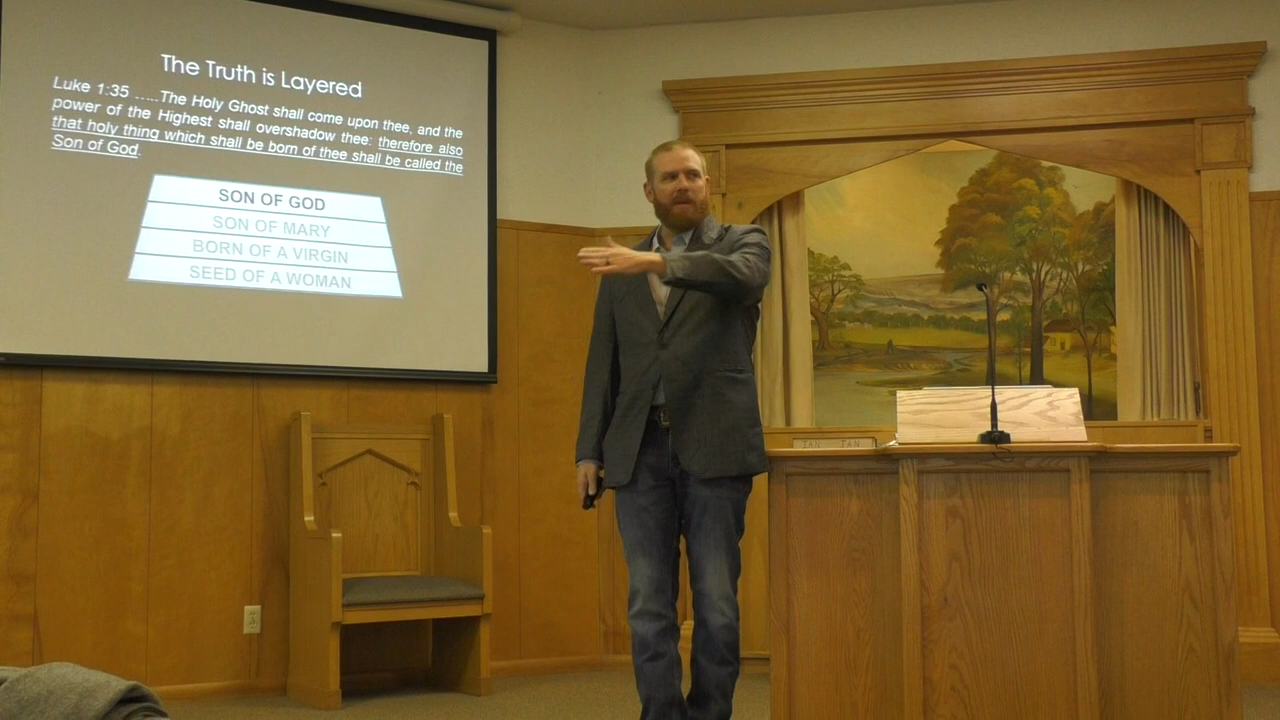 The Truth is Layered
Luke 1:35 .....The Holy Ghost shall come upon thee, and the
power of the Highest shall overshadow thee: therefore also
that holy thing which shall be born of thee shall be called the
Son of God.
SON OF GOD
SON OF MARY
BORN OF A VIRGIN
SEED OF A WOMAN